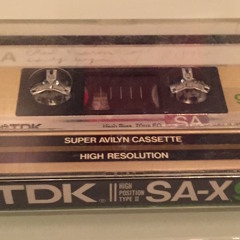 TDK
SA
SUPER AVILYN CASSETTE
HIGH RESOLUTION
TDK HIGH POSITION TYPE II SA-X